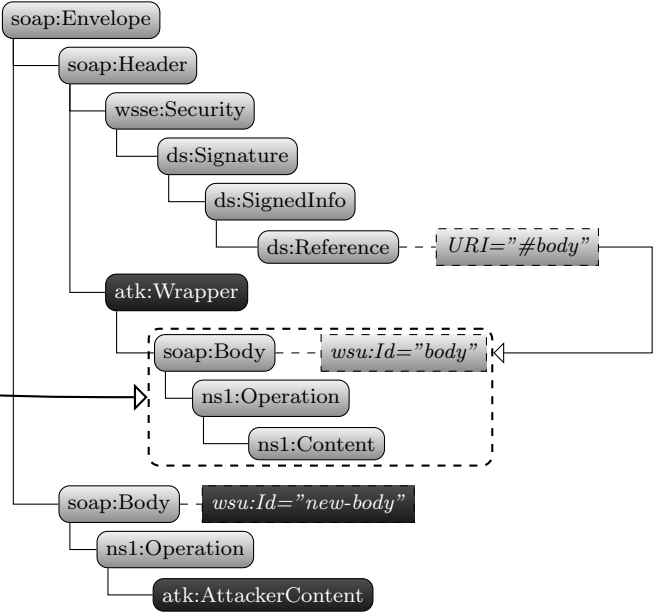 soap:Envelope
soap:Header
wsse:Security
ds:Signature
ds:SignedInfo
ds:Reference URI=”#body”
atk:Wrapper
soap:Body wsu:Id=”body”
ns1:Operation
ns1:Content
soap:Body wsu:Id=”new-body”
ns1:Operation
atk:AttackerContent